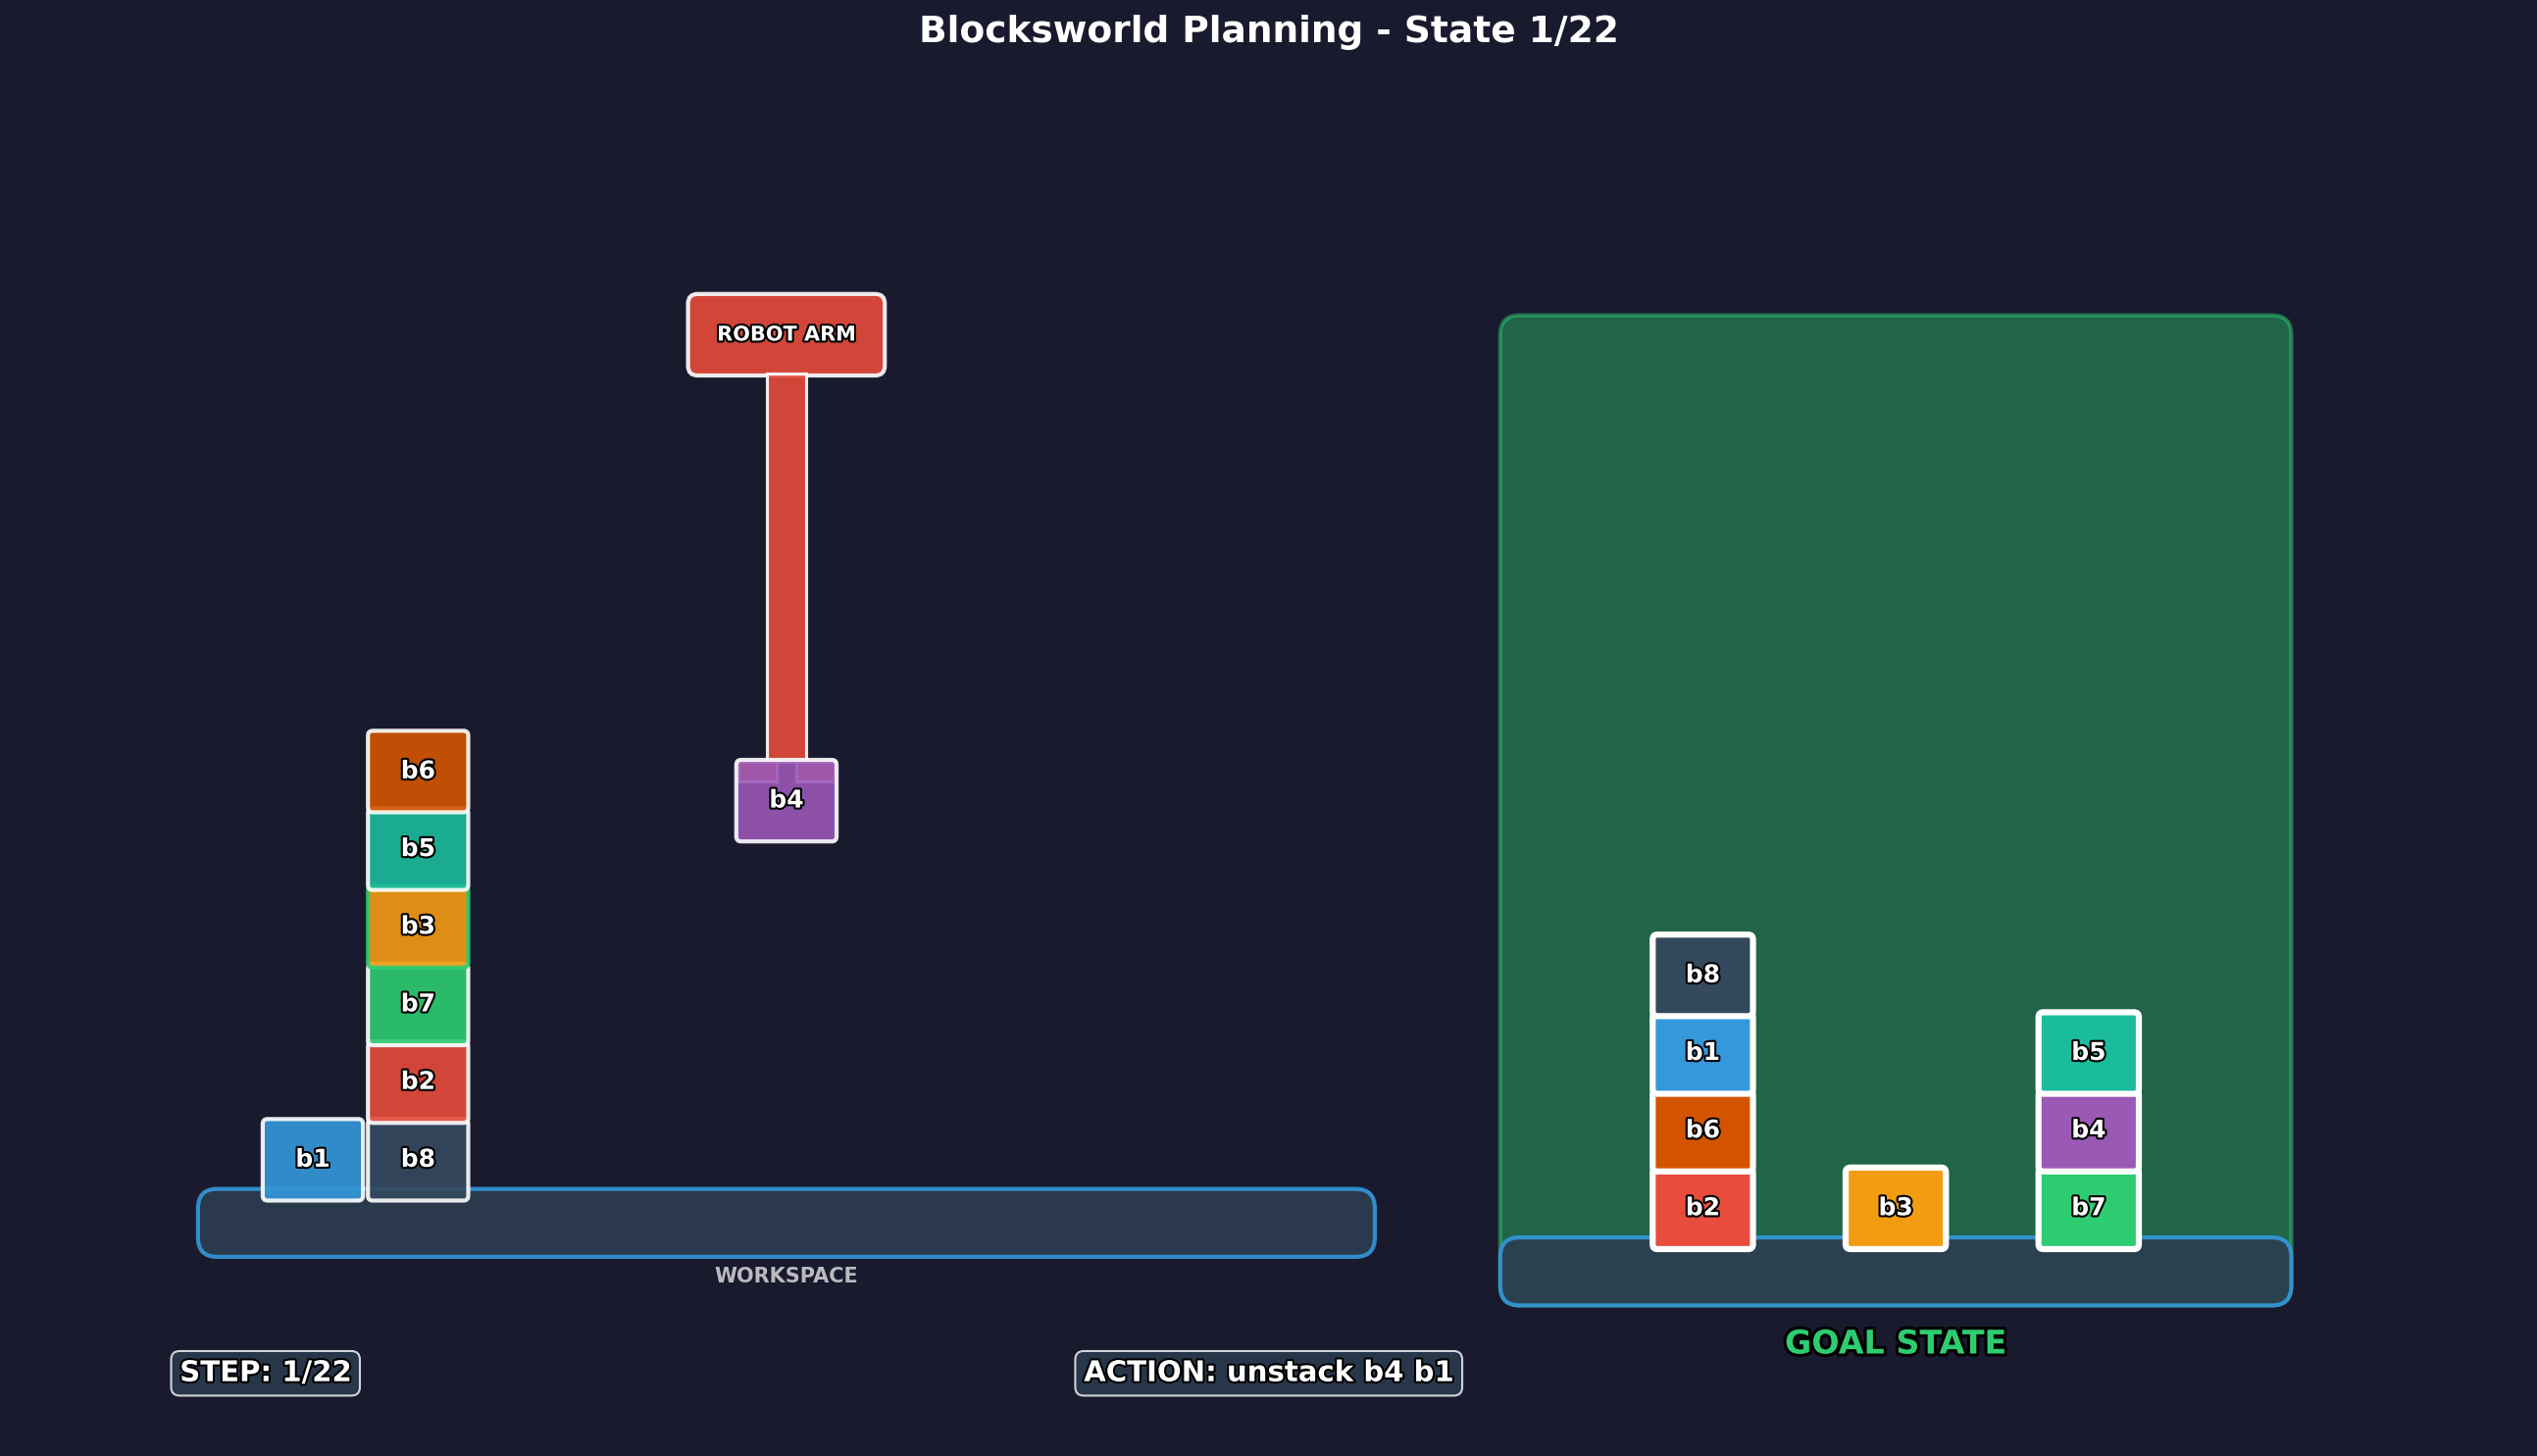 Blocksworld Planning - State 1/22
ROBOT ARM
b6
b5
b3
b7
b2
b1
b8
b4
WORKSPACE
b8
b1
b6
b2
b3
b5
b4
b7
GOAL STATE
STEP: 1/22
ACTION: unstack b4 b1